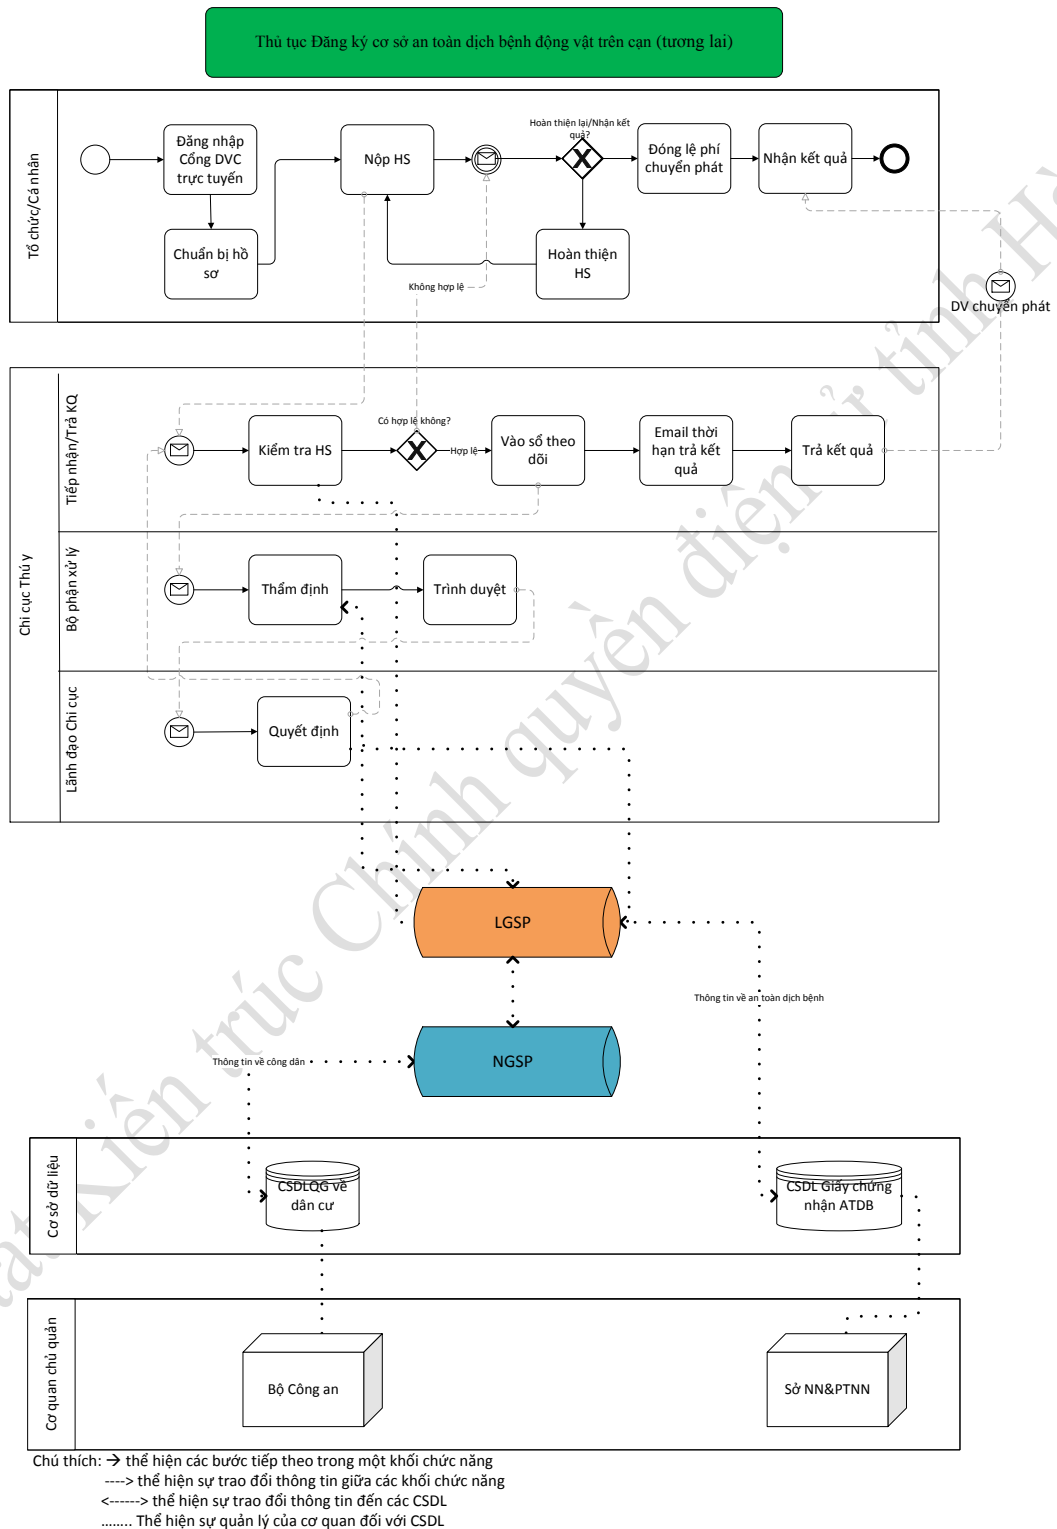 Thủ tục Đăng ký cơ sở an toàn dịch bệnh động vật trên cạn (tương lai)
Tổ chức/Cá nhân
Đăng nhập
Cổng DVC
trực tuyến
Chuẩn bị hồ
sơ
Nộp HS
Hoàn thiện lại/Nhận kết
quả?
Đóng lệ phí
chuyển phát
Nhận kết quả
Hoàn thiện
HS
Không hợp lệ
DV chuyển phát
Chi cục Thú y
Tiếp nhận/Trả KQ
Kiểm tra HS
Có hợp lệ không?
Hợp lệ
Vào sổ theo
dõi
Email thời
hạn trả kết
quả
Trả kết quả
Bộ phận xử lý
Thẩm định
Trình duyệt
Lãnh đạo Chi cục
Quyết định
LGSP
Thông tin về an toàn dịch bệnh
NGSP
Thông tin về công dân
Cơ sở dữ liệu
CSDLQG về
dân cư
CSDL Giấy chứng
nhận ATDB
Cơ quan chủ quản
Bộ Công an
Sở NN&PTNN
Chú thích: → thể hiện các bước tiếp theo trong một khối chức năng
----> thể hiện sự trao đổi thông tin giữa các khối chức năng
<------> thể hiện sự trao đổi thông tin đến các CSDL
........ Thể hiện sự quản lý của cơ quan đối với CSDL
Kiến trúc Chính quyền điện tử tỉnh